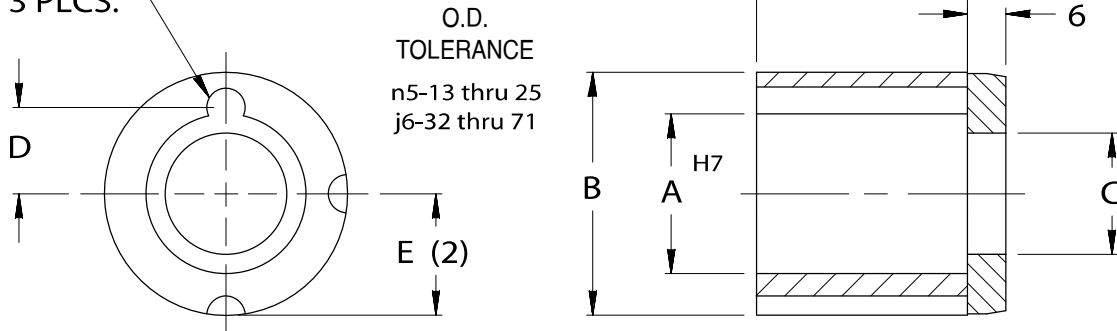 3 PLCS.
O.D.
TOLERANCE
n5-13 thru 25
j6-32 thru 71
D
E (2)
B
A
H7
C
6